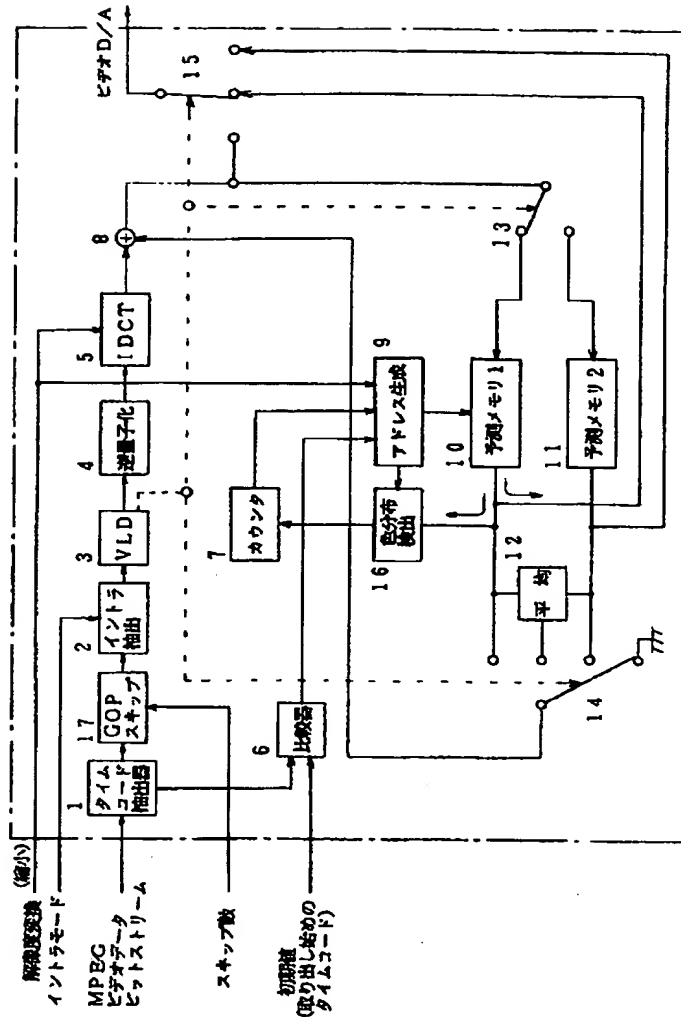 解像度変換(縮小)
イントラモード
MPEG
ビデオデータ
ビットストリーム
スキップ数
初期値
(取り出し始めの
タイムコード)
1
タイム
コード
抽出器
17
GOP
スキップ
2
イントラ
抽出
3
VLD
4
逆量子化
5
IDCT
8
+
6
比較器
7
カウンタ
16
色分布
検出
9
アドレス生成
10
予測メモリ1
11
予測メモリ2
12
平均
13
14
15
ビデオD/A